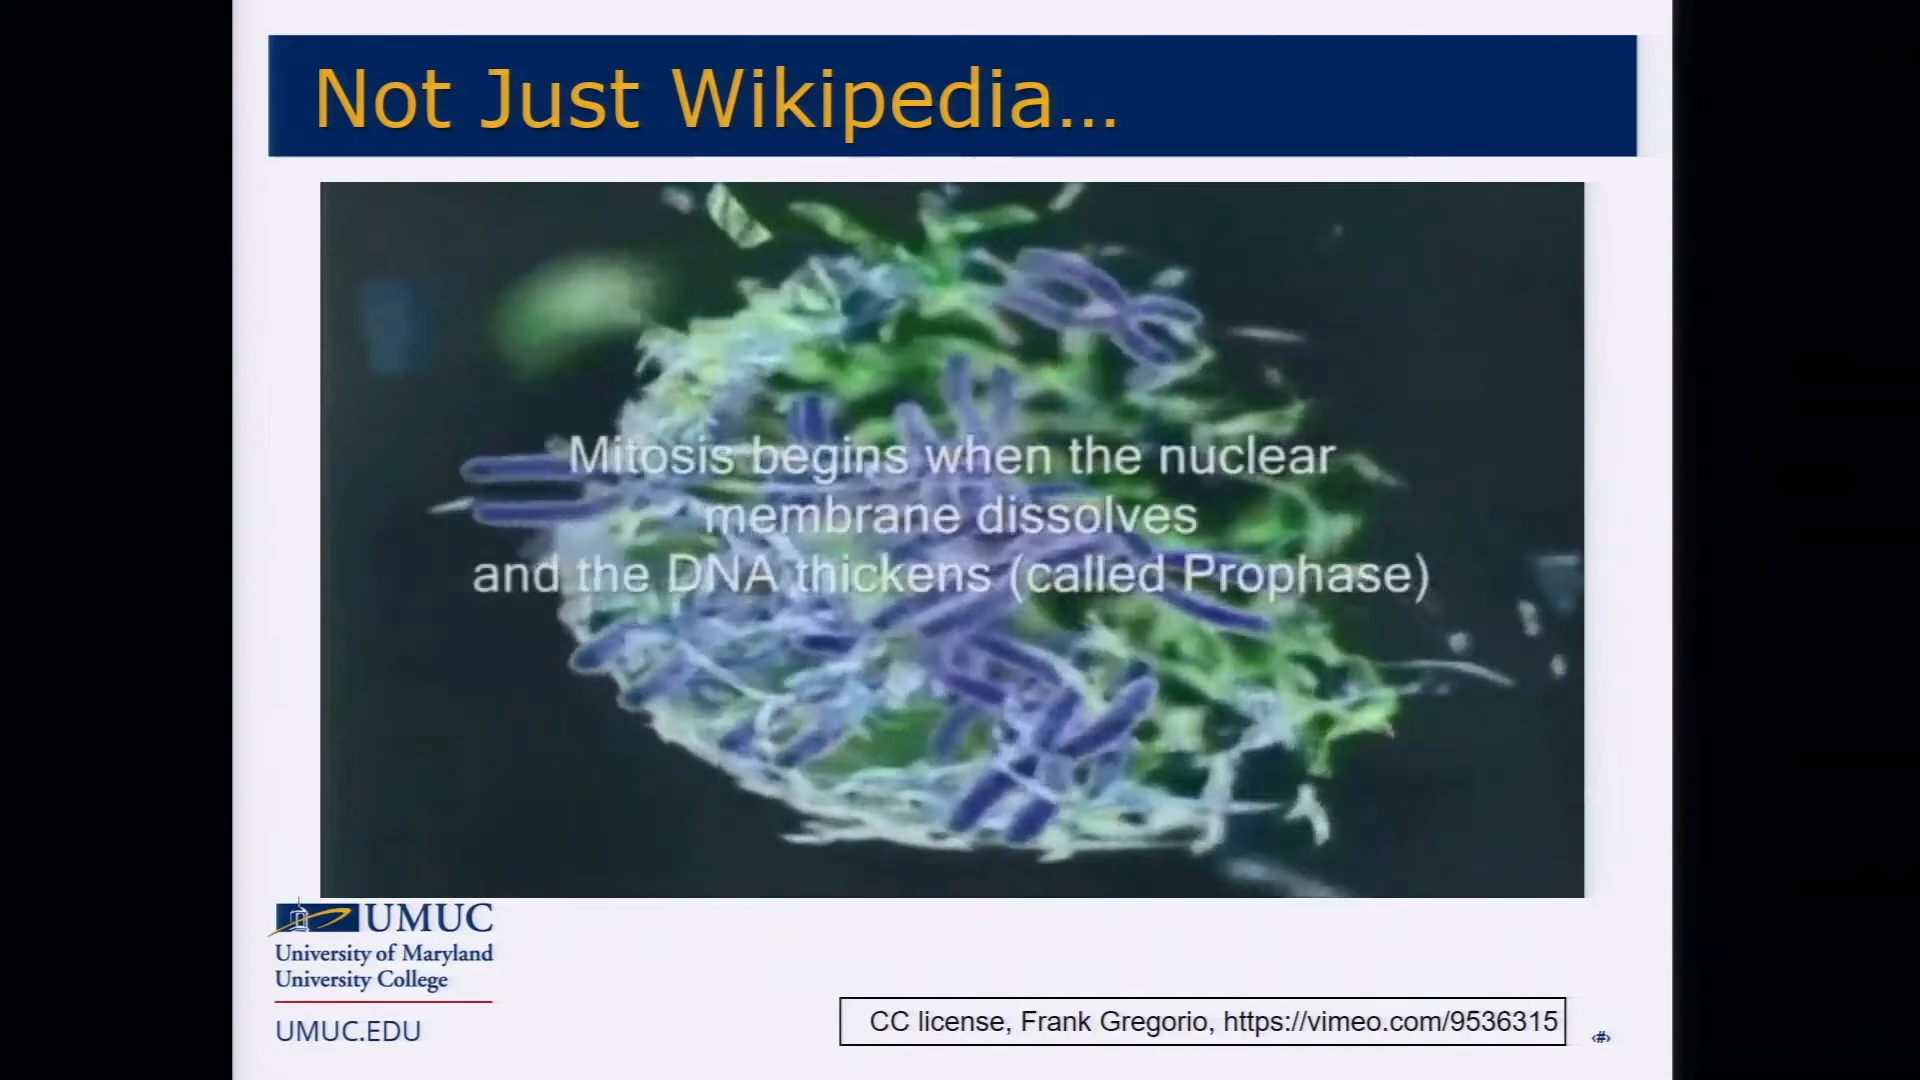 Not Just Wikipedia...
Mitosis begins when the nuclear
membrane dissolves
and the DNA thickens (called Prophase)
UMUC
University of Maryland
University College
UMUC.EDU
CC license, Frank Gregorio, https://vimeo.com/9536315
‹#›